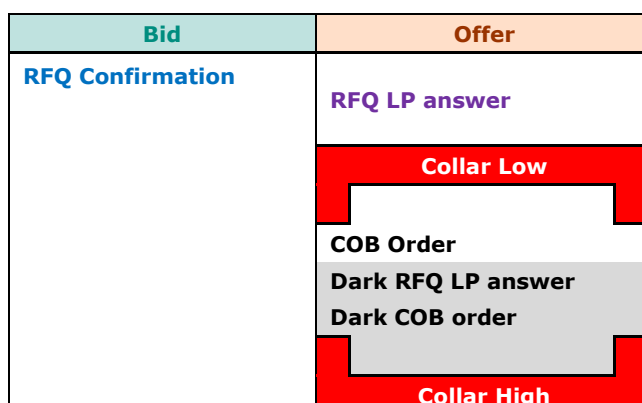 Bid
Offer
RFQ Confirmation
RFQ LP answer
Collar Low
COB Order
Dark RFQ LP answer
Dark COB order
Collar High